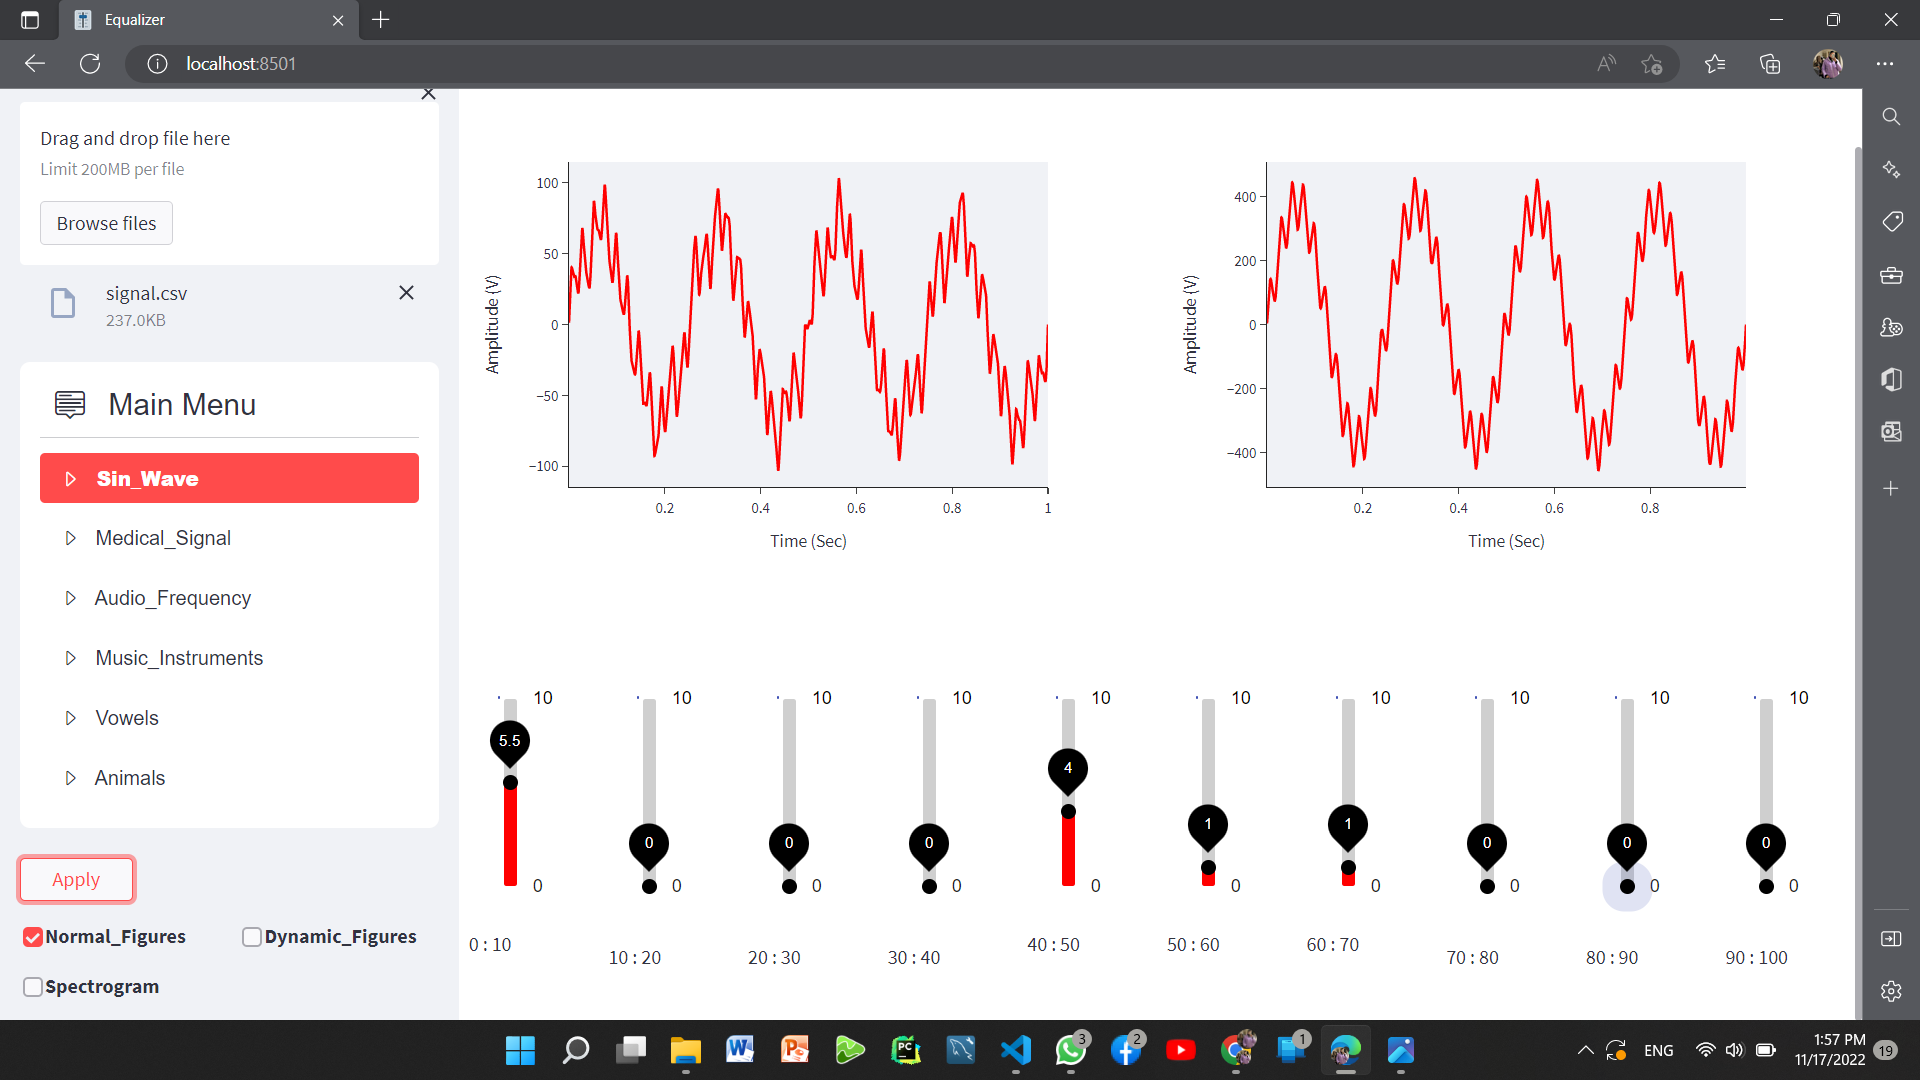 Equalizer
localhost:8501
Drag and drop file here
Limit 200MB per file
Browse files
signal.csv
237.0KB
Main Menu
Sin_Wave
Medical_Signal
Audio_Frequency
Music_Instruments
Vowels
Animals
Apply
Normal_Figures
Dynamic_Figures
Spectrogram
Amplitude (V)
100
50
0
−50
−100
0.2 0.4 0.6 0.8 1
Time (Sec)
Amplitude (V)
400
200
0
−200
−400
0.2 0.4 0.6 0.8
Time (Sec)
10 10 10 10 10 10 10 10 10 10
5.5 0 0 0 4 1 1 0 0 0
0 0 0 0 0 0 0 0 0 0
0 : 10 10 : 20 20 : 30 30 : 40 40 : 50 50 : 60 60 : 70 70 : 80 80 : 90 90 : 100
3 2 1
ENG
1:57 PM
11/17/2022
19